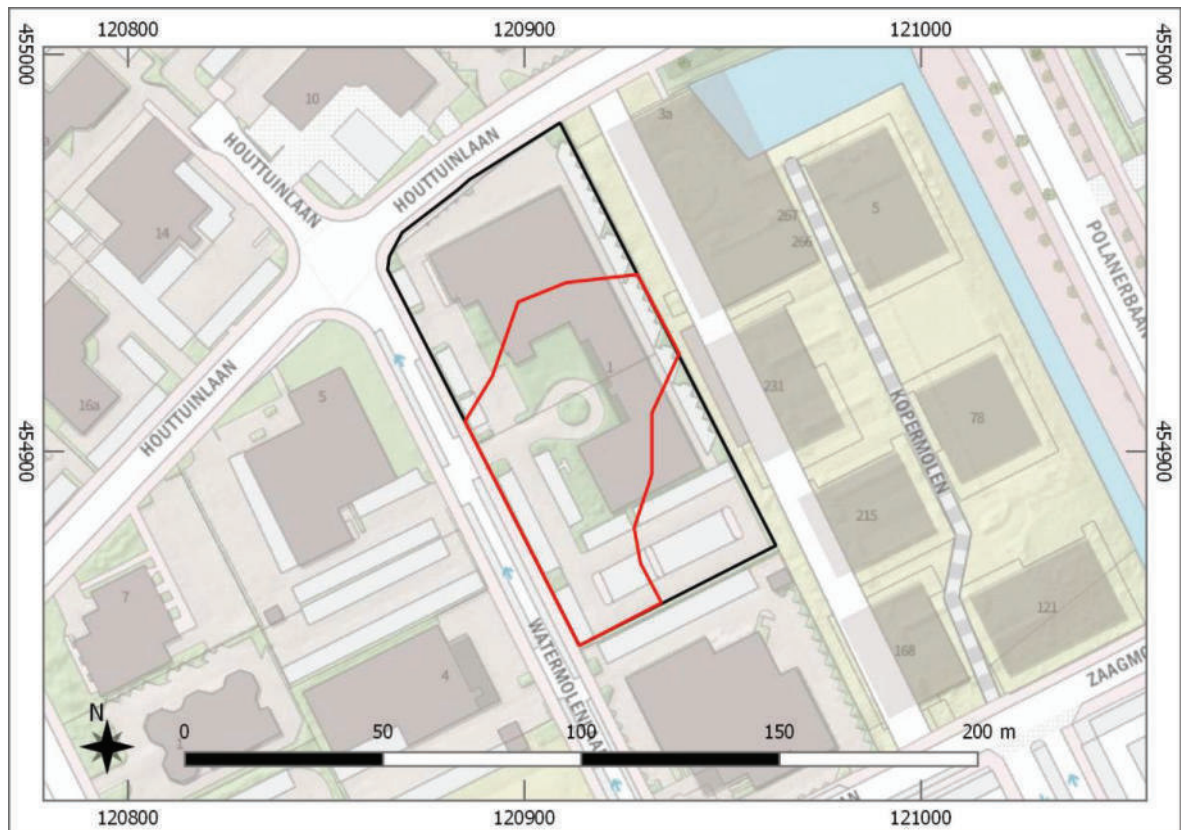 120800
120900
121000
455000
455000
10
3a
HOUTTUINLAAN
HOUTTUINLAAN
14
267
266
5
POLANERBAAN
1
231
16a
5
HOUTTUINLAAN
78
KOPERMOLEN
454900
454900
215
7
121
WATERMOLENLAAN
168
4
ZAAGMO
N
0
50
100
150
200 m
120800
120900
121000